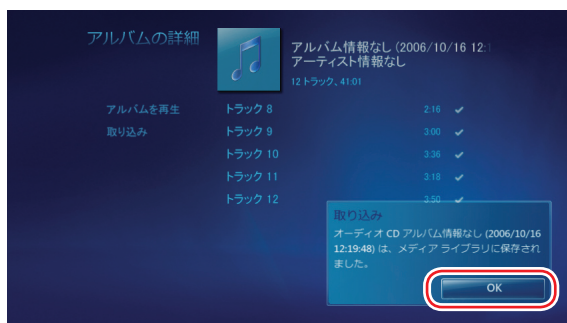 アルバムの詳細
アルバム情報なし (2006/10/16 12:1
アーティスト情報なし
12 トラック、41:01
アルバムを再生
取り込み
トラック 8 2:16
トラック 9 3:00
トラック 10 3:36
トラック 11 3:18
トラック 12 3:50
取り込み
オーディオ CD アルバム情報なし (2006/10/16
12:19:48) は、メディア ライブラリに保存され
ました。
OK